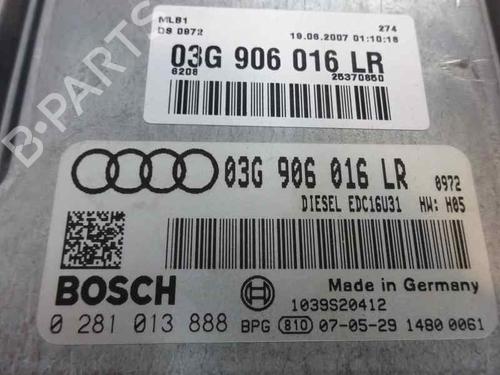 MLB1 274
DS 0972 19.06.2007 01:10:16
03G 906 016 LR
6208 25370850
03G 906 016 LR 0972
DIESEL EDC16U31 HW: H05
BOSCH Made in Germany
1039S20412
0 281 013 888 BPG 810 07-05-29 1480 0061
B-PARTS